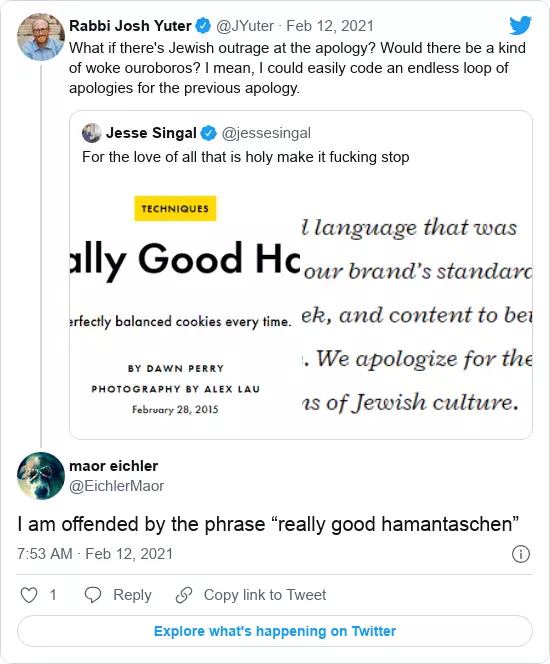 Rabbi Josh Yuter @JYuter · Feb 12, 2021
What if there's Jewish outrage at the apology? Would there be a kind
of woke ouroboros? I mean, I could easily code an endless loop of
apologies for the previous apology.
Jesse Singal @jessesingal
For the love of all that is holy make it fucking stop
TECHNIQUES
ally Good Ha
erfectly balanced cookies every time.
BY DAWN PERRY
PHOTOGRAPHY BY ALEX LAU
February 28, 2015
l language that was
our brand's standard
ek, and content to
. We apologize for the
ns of Jewish culture.
maor eichler
@EichlerMaor
I am offended by the phrase “really good hamantaschen”
7:53 AM · Feb 12, 2021
1 Reply Copy link to Tweet
Explore what's happening on Twitter